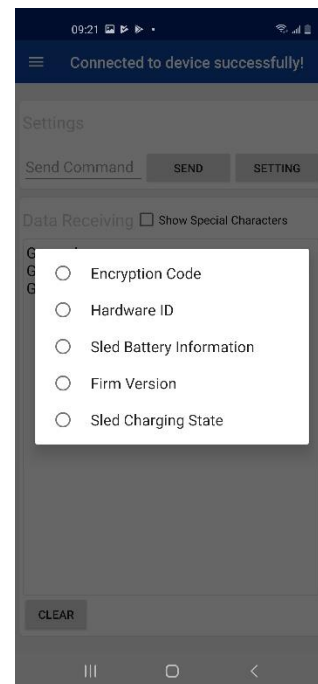 09:21
Connected to device successfully!
Settings
Send Command SEND SETTING
Data Receiving Show Special Characters
G
G
G
Encryption Code
Hardware ID
Sled Battery Information
Firm Version
Sled Charging State
CLEAR